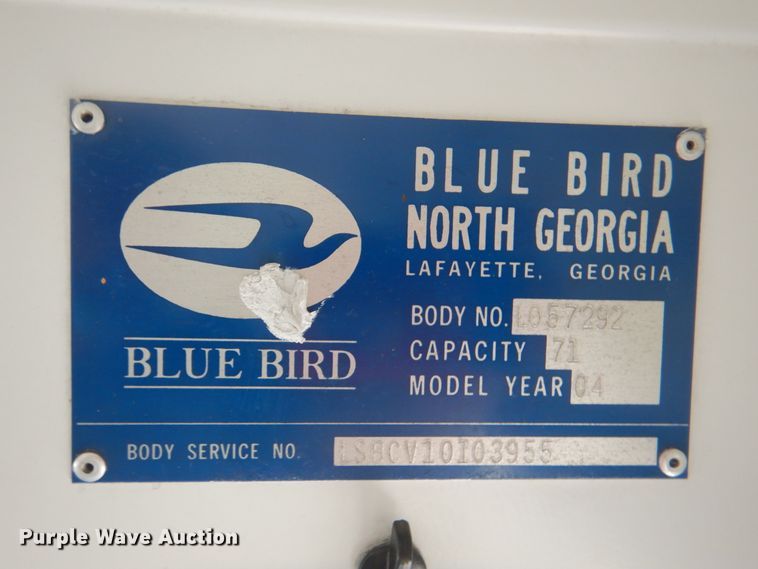 BLUE BIRD
NORTH GEORGIA
LAFAYETTE, GEORGIA
BLUE BIRD
BODY NO. L057292
CAPACITY 71
MODEL YEAR 04
BODY SERVICE NO. LSBCV10I03955
Purple Wave Auction